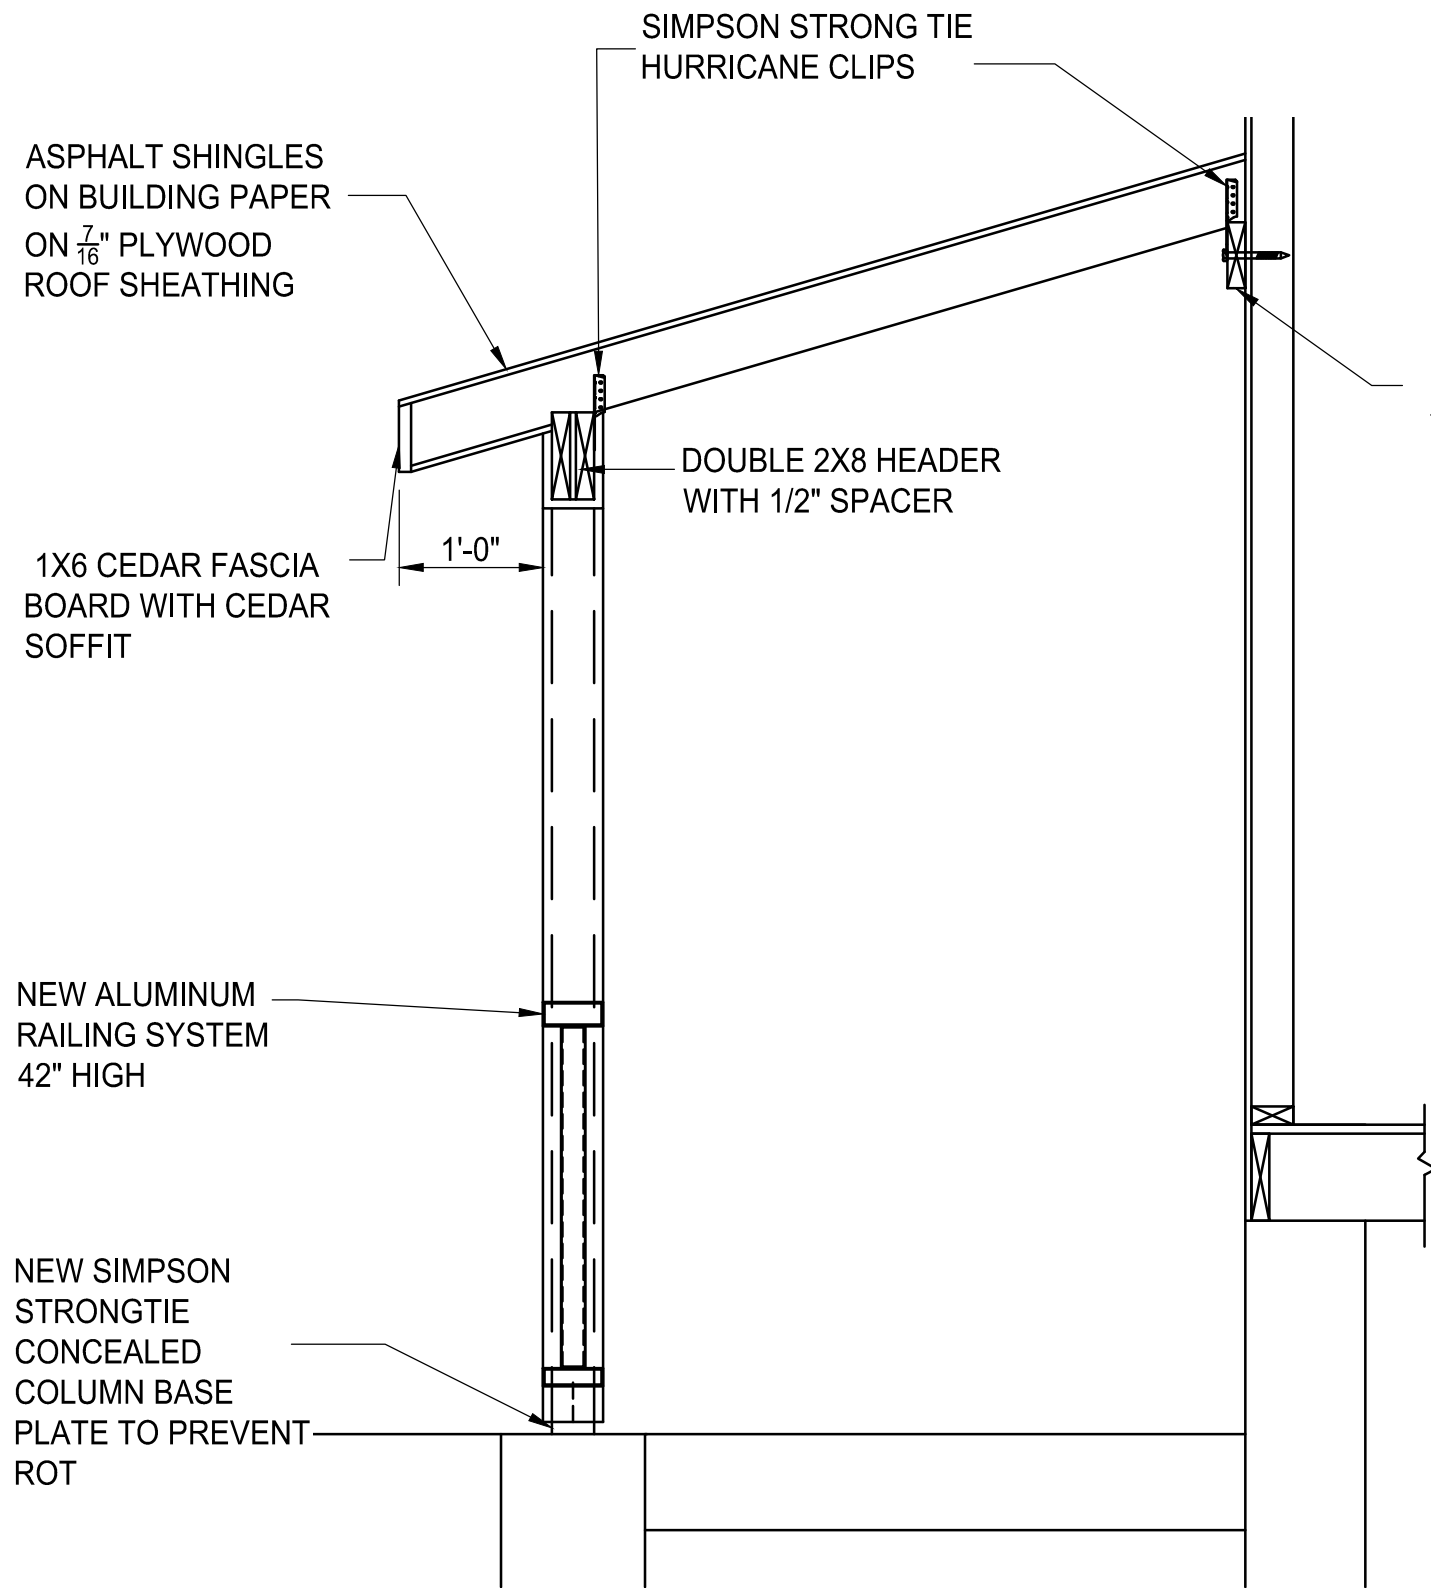 SIMPSON STRONG TIE
HURRICANE CLIPS
ASPHALT SHINGLES
ON BUILDING PAPER
ON 7/16" PLYWOOD
ROOF SHEATHING
DOUBLE 2X8 HEADER
WITH 1/2" SPACER
1'-0"
1X6 CEDAR FASCIA
BOARD WITH CEDAR
SOFFIT
NEW ALUMINUM
RAILING SYSTEM
42" HIGH
NEW SIMPSON
STRONGTIE
CONCEALED
COLUMN BASE
PLATE TO PREVENT
ROT